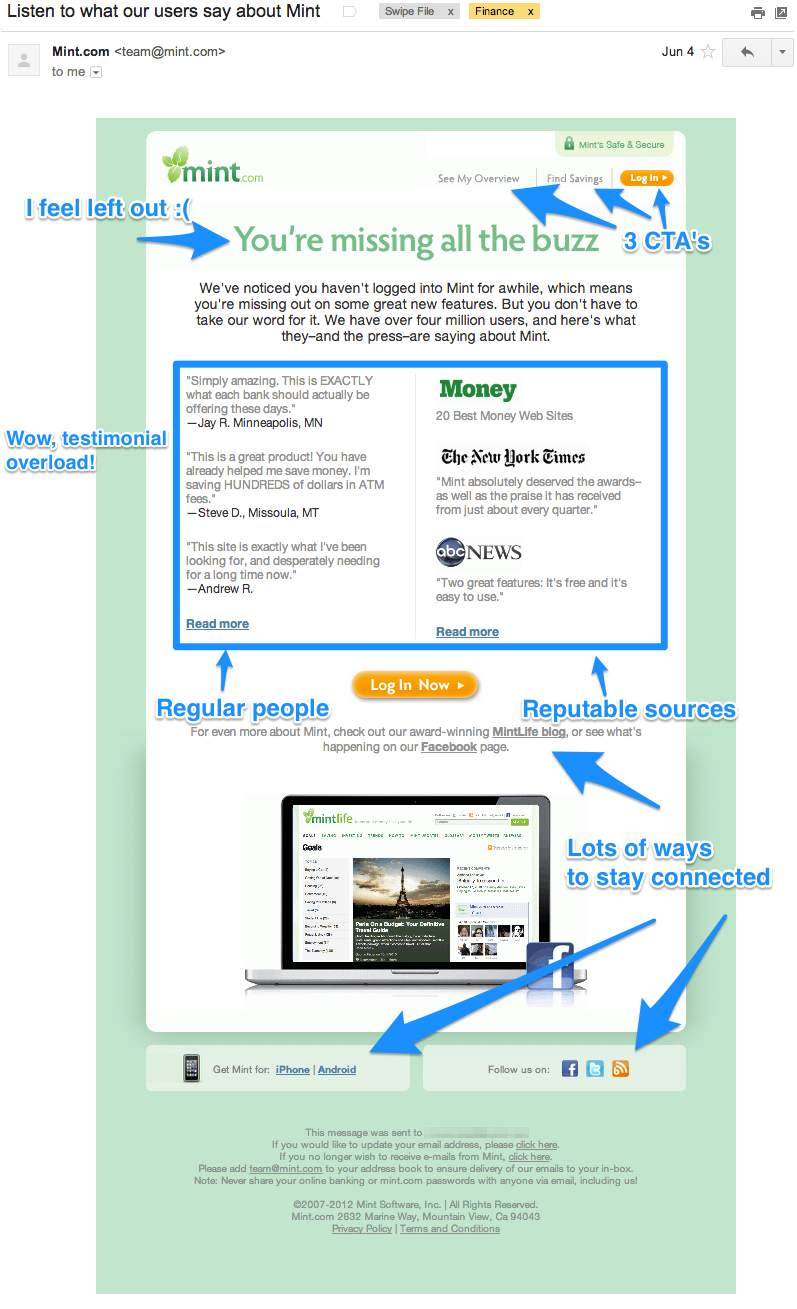 Listen to what our users say about Mint
Swipe File x
Finance x
Mint.com <team@mint.com>
Jun 4
to me
Mint's Safe & Secure
mint.com
See My Overview
Find Savings
Log In
I feel left out :(
3 CTA's
You're missing all the buzz
We've noticed you haven't logged into Mint for awhile, which means
you're missing out on some great new features. But you don't have to
take our word for it. We have over four million users, and here's what
they–and the press–are saying about Mint.
Wow, testimonial
overload!
"Simply amazing. This is EXACTLY
what each bank should actually be
offering these days."
—Jay R. Minneapolis, MN
"This is a great product! You have
already helped me save money. I'm
saving HUNDREDS of dollars in ATM
fees."
—Steve D., Missoula, MT
"This site is exactly what I've been
looking for, and desperately needing
for a long time now."
—Andrew R.
Read more
Money
20 Best Money Web Sites
The New York Times
"Mint absolutely deserved the awards–
as well as the praise it has received
from just about every quarter."
abc NEWS
"Two great features: It's free and it's
easy to use."
Read more
Regular people
Log In Now
Reputable sources
For even more about Mint, check out our award-winning MintLife blog, or see what's
happening on our Facebook page.
mintlife
Goals
Paris On a Budget: Your Definitive
Travel Guide
Lots of ways
to stay connected
Get Mint for: iPhone | Android
Follow us on:
This message was sent to
If you would like to update your email address, please click here.
If you no longer wish to receive e-mails from Mint, click here.
Please add team@mint.com to your address book to ensure delivery of our emails to your in-box.
Note: Never share your online banking or mint.com passwords with anyone via email, including us!
©2007-2012 Mint Software, Inc. | All Rights Reserved.
Mint.com 2632 Marine Way, Mountain View, Ca 94043
Privacy Policy | Terms and Conditions